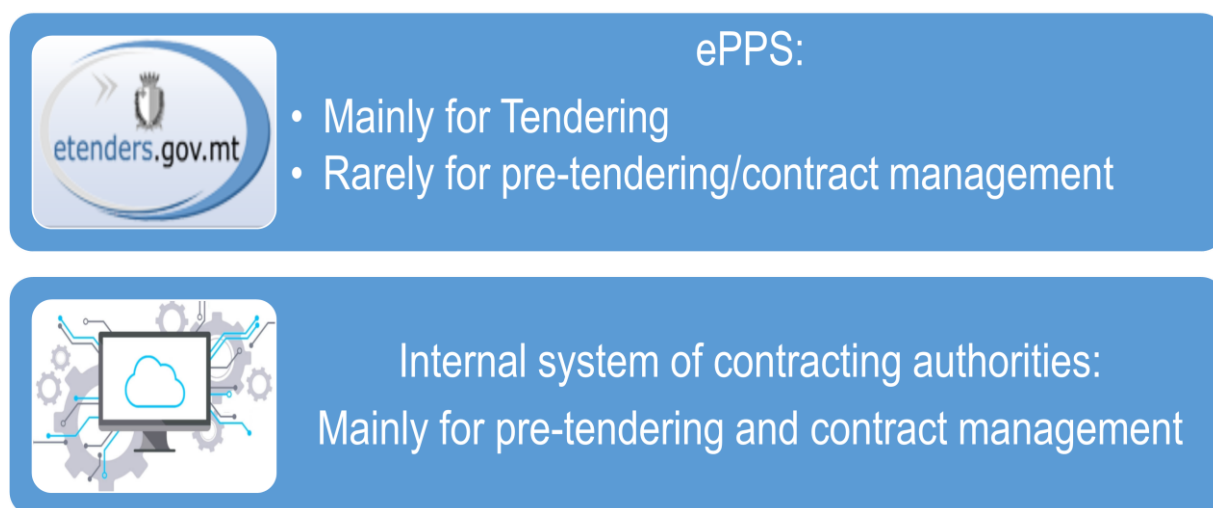 etenders.gov.mt
ePPS:
• Mainly for Tendering
• Rarely for pre-tendering/contract management
Internal system of contracting authorities:
Mainly for pre-tendering and contract management